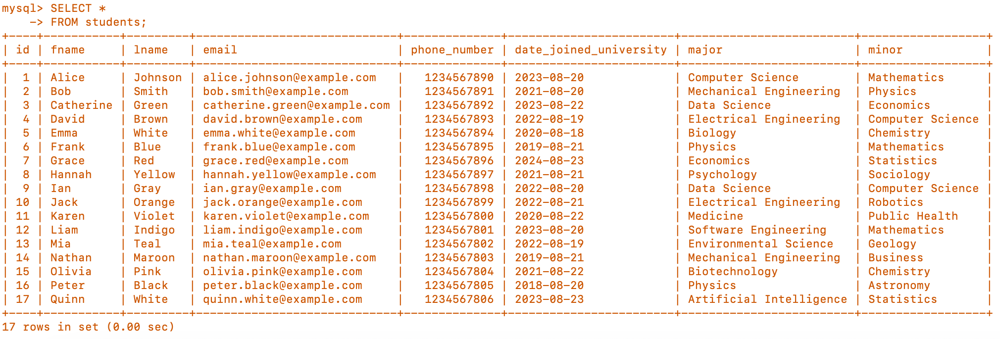 mysql> SELECT *
    -> FROM students;
+----+-----------+---------+-----------------------------+--------------+------------------------+-------------------------+------------------+
| id | fname     | lname   | email                       | phone_number | date_joined_university | major                   | minor            |
+----+-----------+---------+-----------------------------+--------------+------------------------+-------------------------+------------------+
|  1 | Alice     | Johnson | alice.johnson@example.com   |   1234567890 | 2023-08-20             | Computer Science        | Mathematics      |
|  2 | Bob       | Smith   | bob.smith@example.com       |   1234567891 | 2021-08-20             | Mechanical Engineering  | Physics          |
|  3 | Catherine | Green   | catherine.green@example.com |   1234567892 | 2023-08-22             | Data Science            | Economics        |
|  4 | David     | Brown   | david.brown@example.com     |   1234567893 | 2022-08-19             | Electrical Engineering  | Computer Science |
|  5 | Emma      | White   | emma.white@example.com      |   1234567894 | 2020-08-18             | Biology                 | Chemistry        |
|  6 | Frank     | Blue    | frank.blue@example.com      |   1234567895 | 2019-08-21             | Physics                 | Mathematics      |
|  7 | Grace     | Red     | grace.red@example.com       |   1234567896 | 2024-08-23             | Economics               | Statistics       |
|  8 | Hannah    | Yellow  | hannah.yellow@example.com   |   1234567897 | 2021-08-21             | Psychology              | Sociology        |
|  9 | Ian       | Gray    | ian.gray@example.com        |   1234567898 | 2022-08-20             | Data Science            | Computer Science |
| 10 | Jack      | Orange  | jack.orange@example.com     |   1234567899 | 2022-08-21             | Electrical Engineering  | Robotics         |
| 11 | Karen     | Violet  | karen.violet@example.com    |   1234567800 | 2020-08-22             | Medicine                | Public Health    |
| 12 | Liam      | Indigo  | liam.indigo@example.com     |   1234567801 | 2023-08-20             | Software Engineering    | Mathematics      |
| 13 | Mia       | Teal    | mia.teal@example.com        |   1234567802 | 2022-08-19             | Environmental Science   | Geology          |
| 14 | Nathan    | Maroon  | nathan.maroon@example.com   |   1234567803 | 2019-08-21             | Mechanical Engineering  | Business         |
| 15 | Olivia    | Pink    | olivia.pink@example.com     |   1234567804 | 2021-08-22             | Biotechnology           | Chemistry        |
| 16 | Peter     | Black   | peter.black@example.com     |   1234567805 | 2018-08-20             | Physics                 | Astronomy        |
| 17 | Quinn     | White   | quinn.white@example.com     |   1234567806 | 2023-08-23             | Artificial Intelligence | Statistics       |
+----+-----------+---------+-----------------------------+--------------+------------------------+-------------------------+------------------+
17 rows in set (0.00 sec)